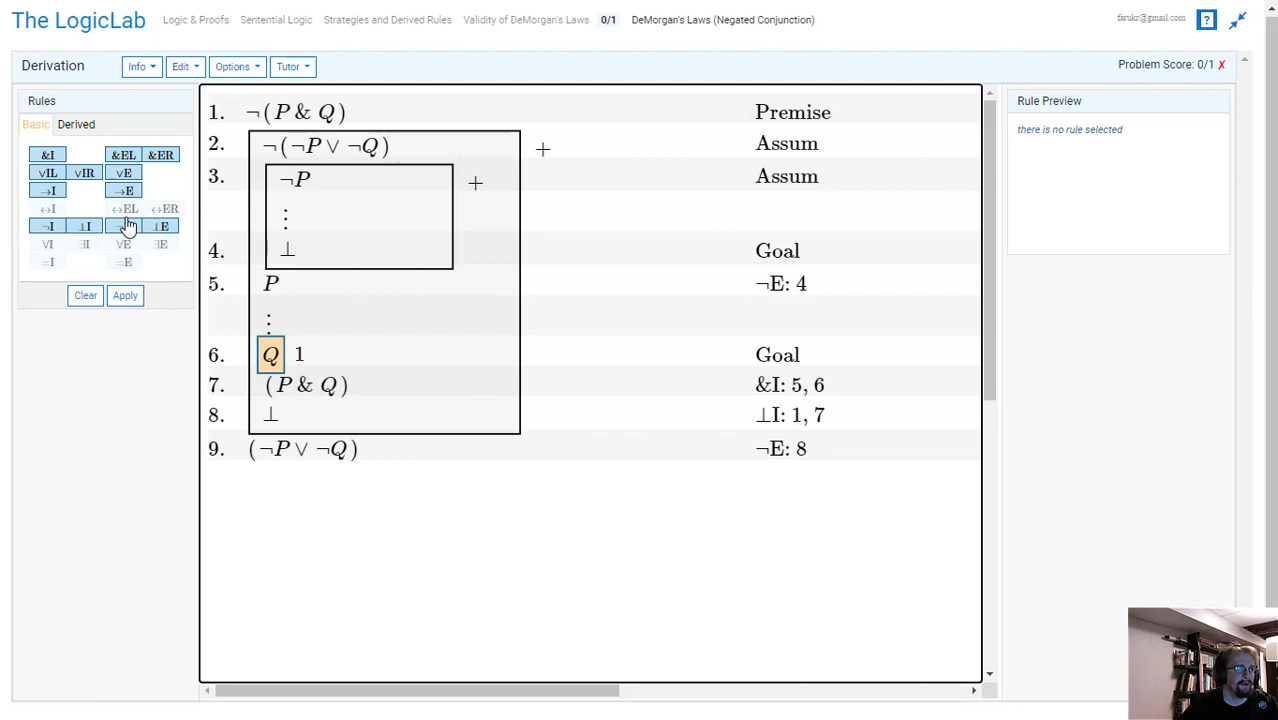 The LogicLab
Logic & Proofs Sentential Logic Strategies and Derived Rules Validity of DeMorgan's Laws 0/1 DeMorgan's Laws (Negated Conjunction)
farukr@gmail.com ?
Derivation Info Edit Options Tutor Problem Score: 0/1 ✗
Rules
Basic Derived
&I &EL &ER
∨IL ∨IR ∨E
→I →E
↔I ↔EL ↔ER
¬I ⊥I ⊥E
∀I ∃I ∀E ∃E
=I =E
Clear Apply
1. ¬(P & Q) Premise
2. ¬(¬P ∨ ¬Q) + Assum
3. ¬P + Assum
⋮
4. ⊥ Goal
5. P ¬E: 4
⋮
6. Q 1 Goal
7. (P & Q) &I: 5, 6
8. ⊥ ⊥I: 1, 7
9. (¬P ∨ ¬Q) ¬E: 8
Rule Preview
there is no rule selected